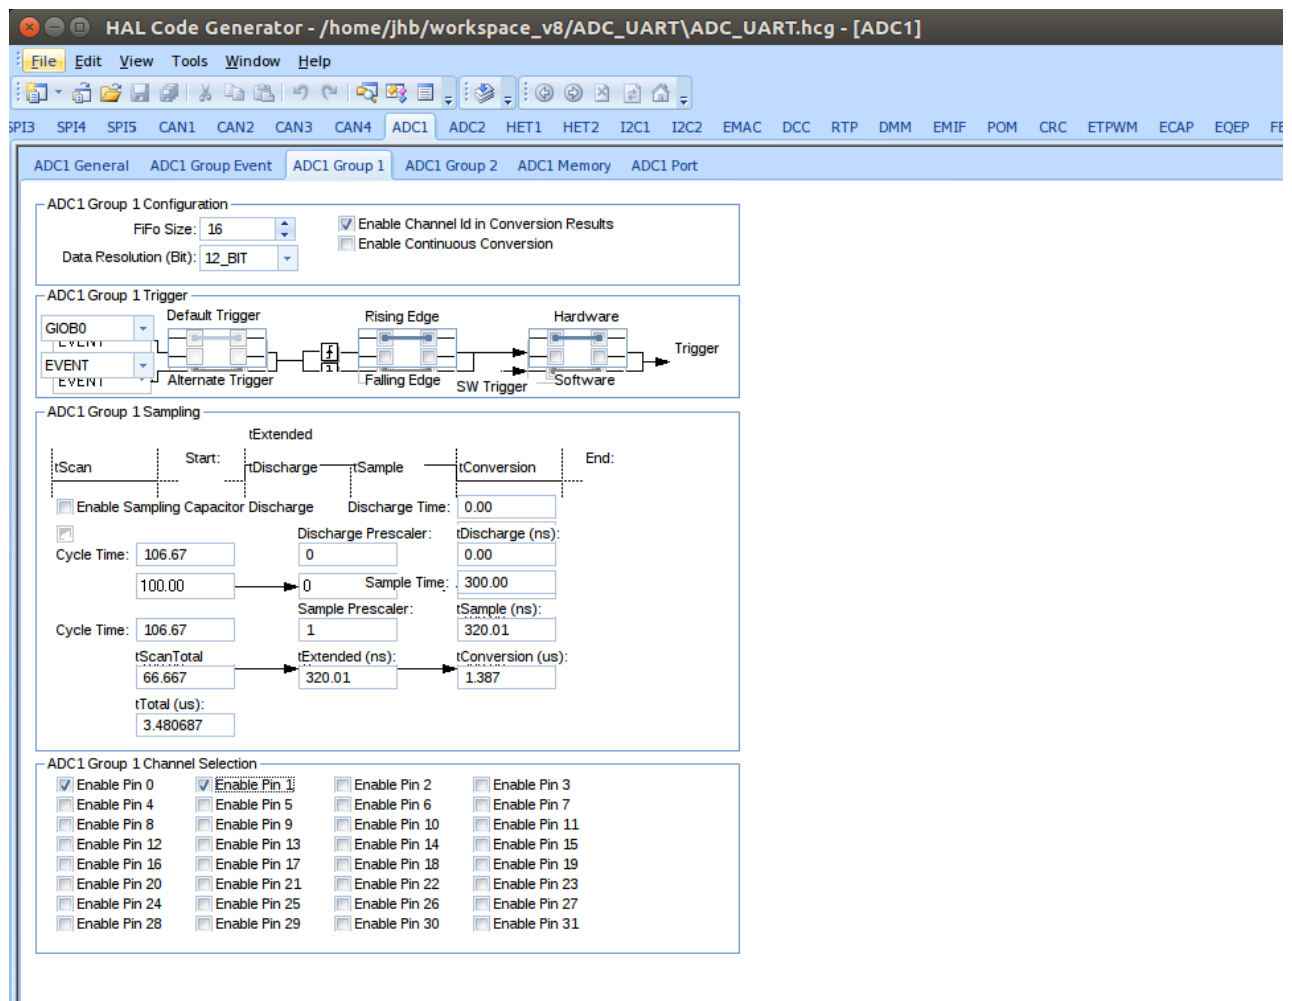 HAL Code Generator - /home/jhb/workspace_v8/ADC_UART\ADC_UART.hcg - [ADC1]
File Edit View Tools Window Help
SPI3 SPI4 SPI5 CAN1 CAN2 CAN3 CAN4 ADC1 ADC2 HET1 HET2 I2C1 I2C2 EMAC DCC RTP DMM EMIF POM CRC ETPWM ECAP EQEP FE
ADC1 General ADC1 Group Event ADC1 Group 1 ADC1 Group 2 ADC1 Memory ADC1 Port
ADC1 Group 1 Configuration
FiFo Size: 16 Enable Channel Id in Conversion Results
Enable Continuous Conversion
Data Resolution (Bit): 12_BIT
ADC1 Group 1 Trigger
Default Trigger Rising Edge Hardware
GIOB0
EVENT
Trigger
EVENT
EVENT Alternate Trigger Falling Edge SW Trigger Software
ADC1 Group 1 Sampling
tExtended
Start: End:
tScan tDischarge tSample tConversion
Enable Sampling Capacitor Discharge Discharge Time: 0.00
Discharge Prescaler: tDischarge (ns):
Cycle Time: 106.67 0 0.00
100.00 0 Sample Time: 300.00
Sample Prescaler: tSample (ns):
Cycle Time: 106.67 1 320.01
tScanTotal tExtended (ns): tConversion (us):
66.667 320.01 1.387
tTotal (us):
3.480687
ADC1 Group 1 Channel Selection
Enable Pin 0 Enable Pin 1 Enable Pin 2 Enable Pin 3
Enable Pin 4 Enable Pin 5 Enable Pin 6 Enable Pin 7
Enable Pin 8 Enable Pin 9 Enable Pin 10 Enable Pin 11
Enable Pin 12 Enable Pin 13 Enable Pin 14 Enable Pin 15
Enable Pin 16 Enable Pin 17 Enable Pin 18 Enable Pin 19
Enable Pin 20 Enable Pin 21 Enable Pin 22 Enable Pin 23
Enable Pin 24 Enable Pin 25 Enable Pin 26 Enable Pin 27
Enable Pin 28 Enable Pin 29 Enable Pin 30 Enable Pin 31